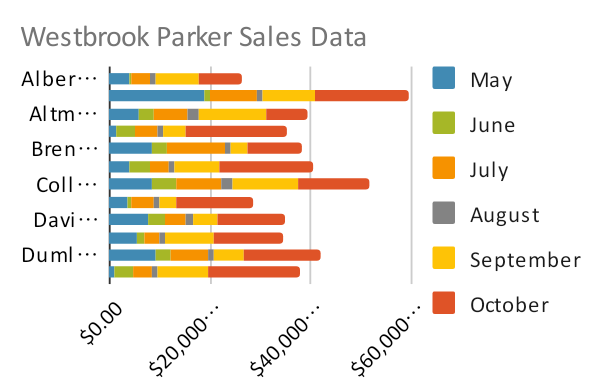 Westbrook Parker Sales Data
Alber…
Altm…
Bren…
Coll…
Davi…
Duml…
$0.00
$20,000…
$40,000…
$60,000…
May
June
July
August
September
October